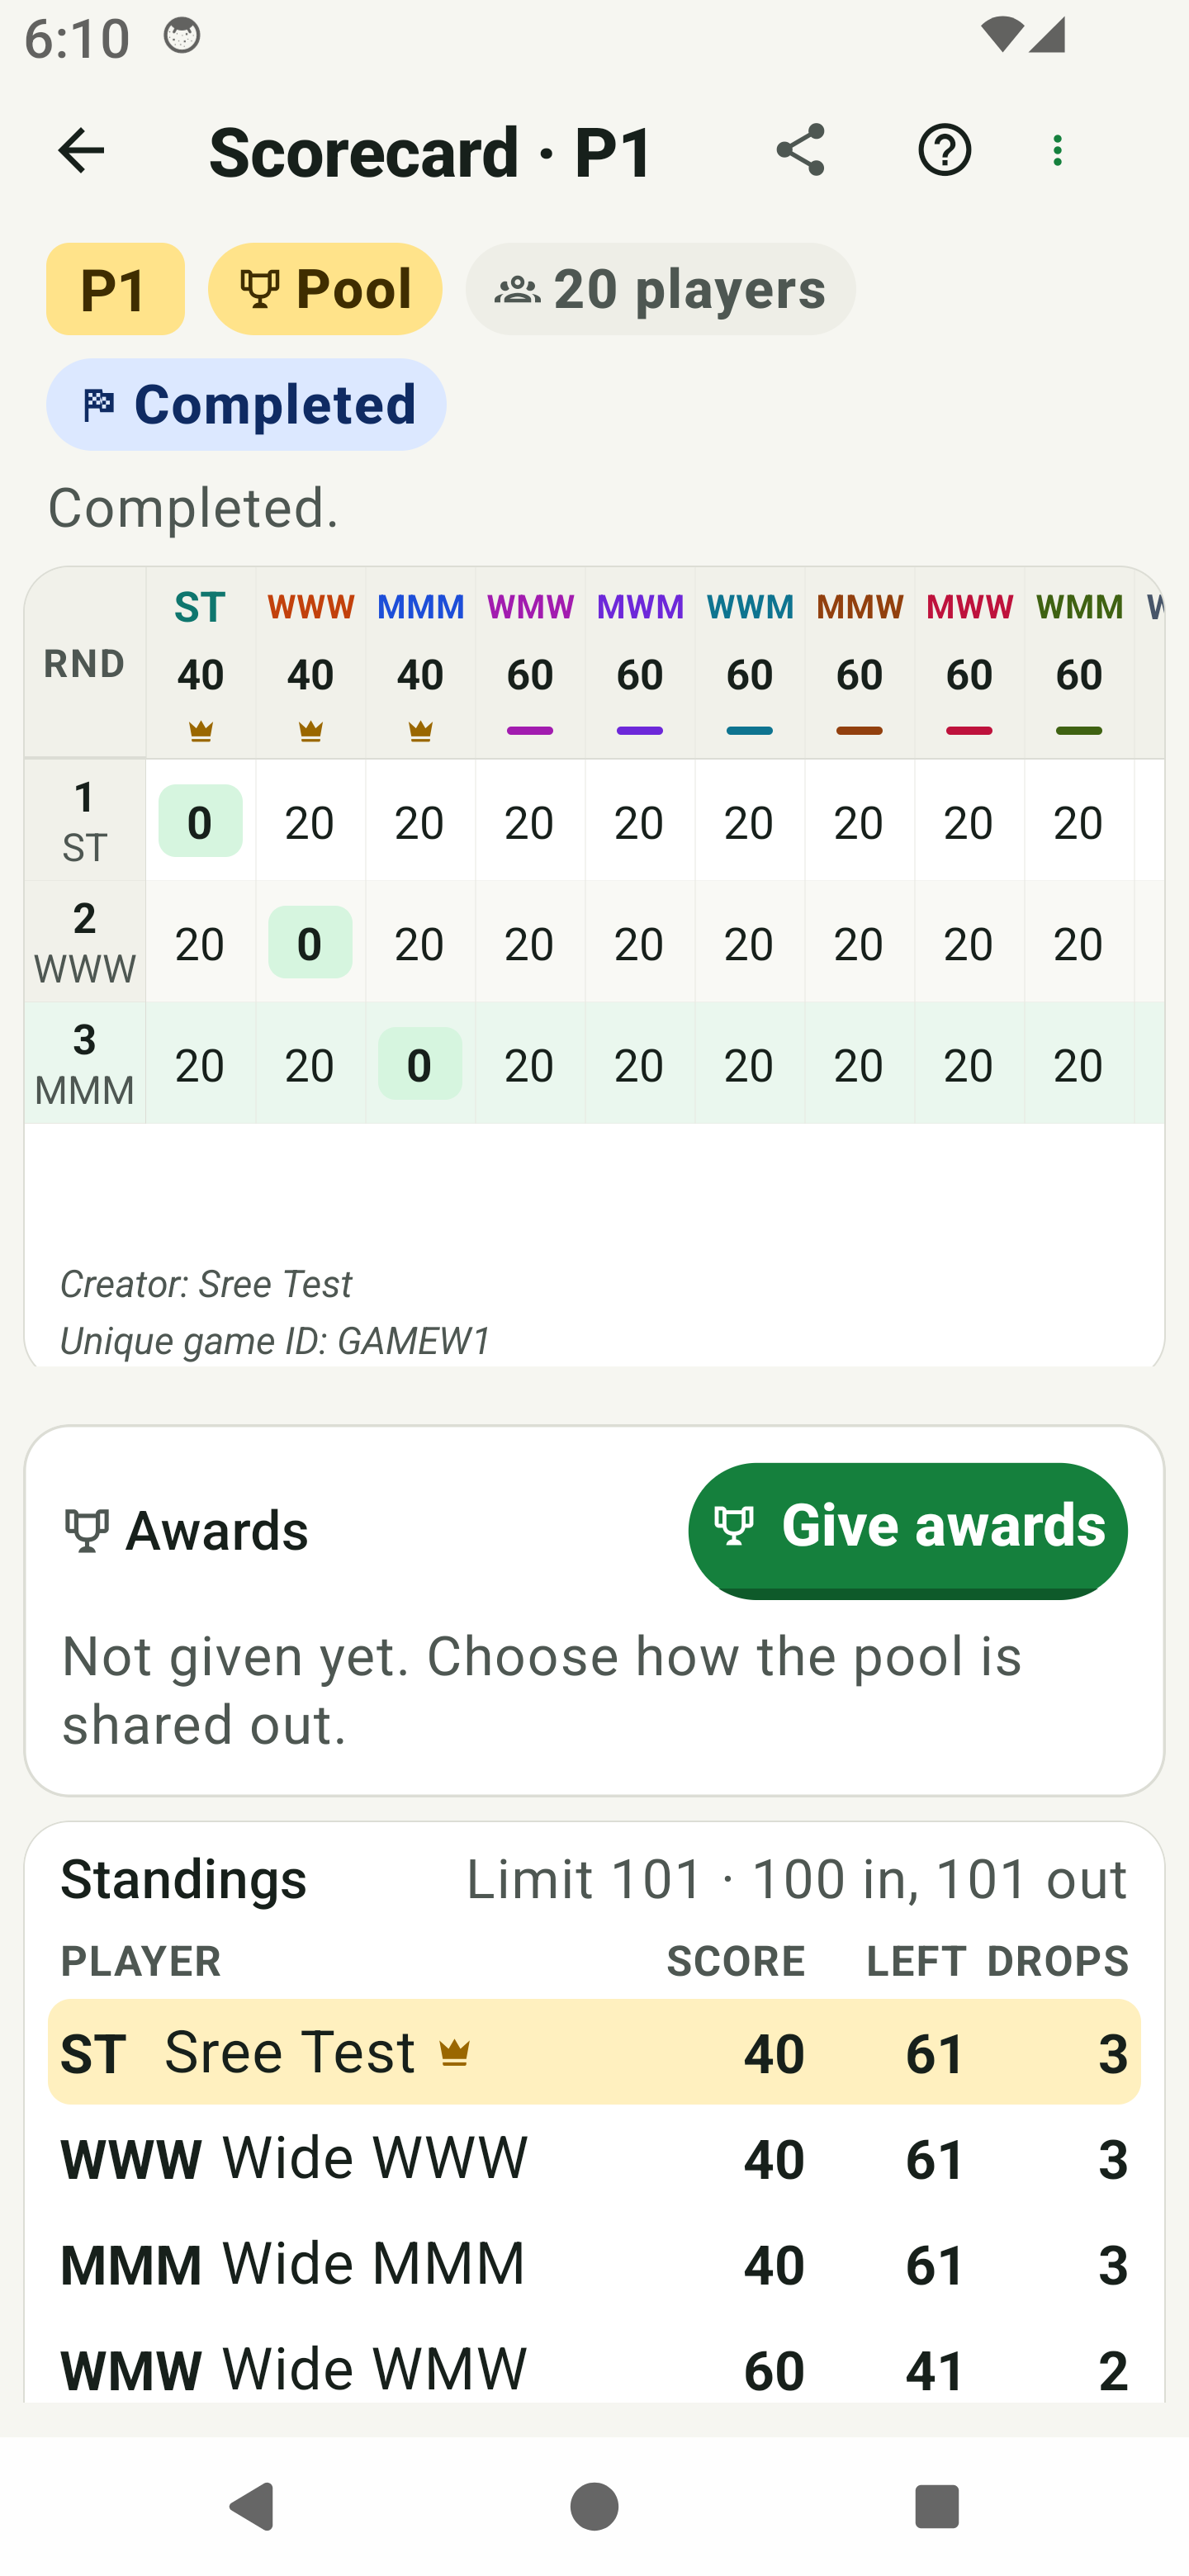 6:10
Scorecard · P1
P1 Pool 20 players
Completed
Completed.
RND ST WWW MMM WMW MWM WWM MMW MWW WMM W
40 40 40 60 60 60 60 60 60
1 ST 0 20 20 20 20 20 20 20 20
2 WWW 20 0 20 20 20 20 20 20 20
3 MMM 20 20 0 20 20 20 20 20 20
Creator: Sree Test
Unique game ID: GAMEW1
Awards Give awards
Not given yet. Choose how the pool is
shared out.
Standings Limit 101 · 100 in, 101 out
PLAYER SCORE LEFT DROPS
ST Sree Test 40 61 3
WWW Wide WWW 40 61 3
MMM Wide MMM 40 61 3
WMW Wide WMW 60 41 2